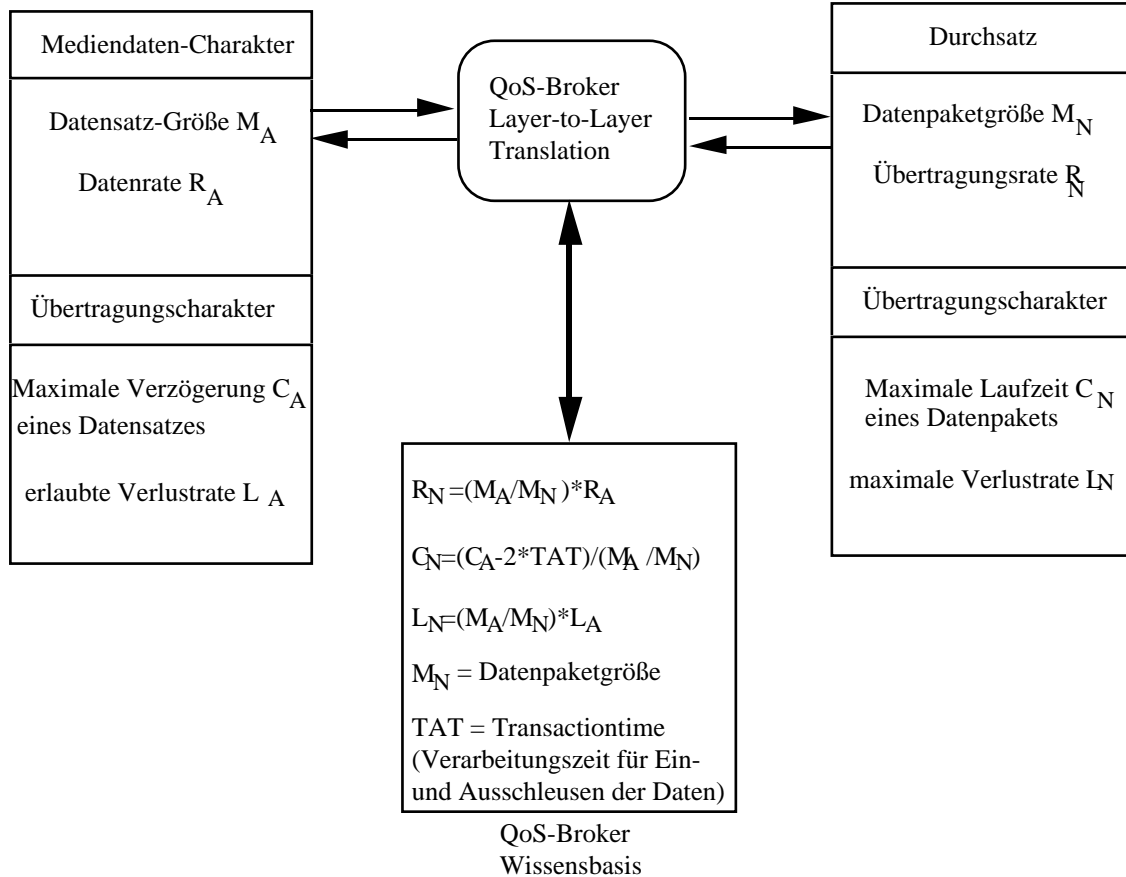 Mediendaten-Charakter
Datensatz-Größe M_A
Datenrate R_A
Übertragungscharakter
Maximale Verzögerung C_A
eines Datensatzes
erlaubte Verlustrate L_A
QoS-Broker
Layer-to-Layer
Translation
Durchsatz
Datenpaketgröße M_N
Übertragungsrate R_N
Übertragungscharakter
Maximale Laufzeit C_N
eines Datenpakets
maximale Verlustrate L_N
R_N=(M_A/M_N)*R_A
C_N=(C_A-2*TAT)/(M_A/M_N)
L_N=(M_A/M_N)*L_A
M_N = Datenpaketgröße
TAT = Transactiontime
(Verarbeitungszeit für Ein-
und Ausschleusen der Daten)
QoS-Broker
Wissensbasis